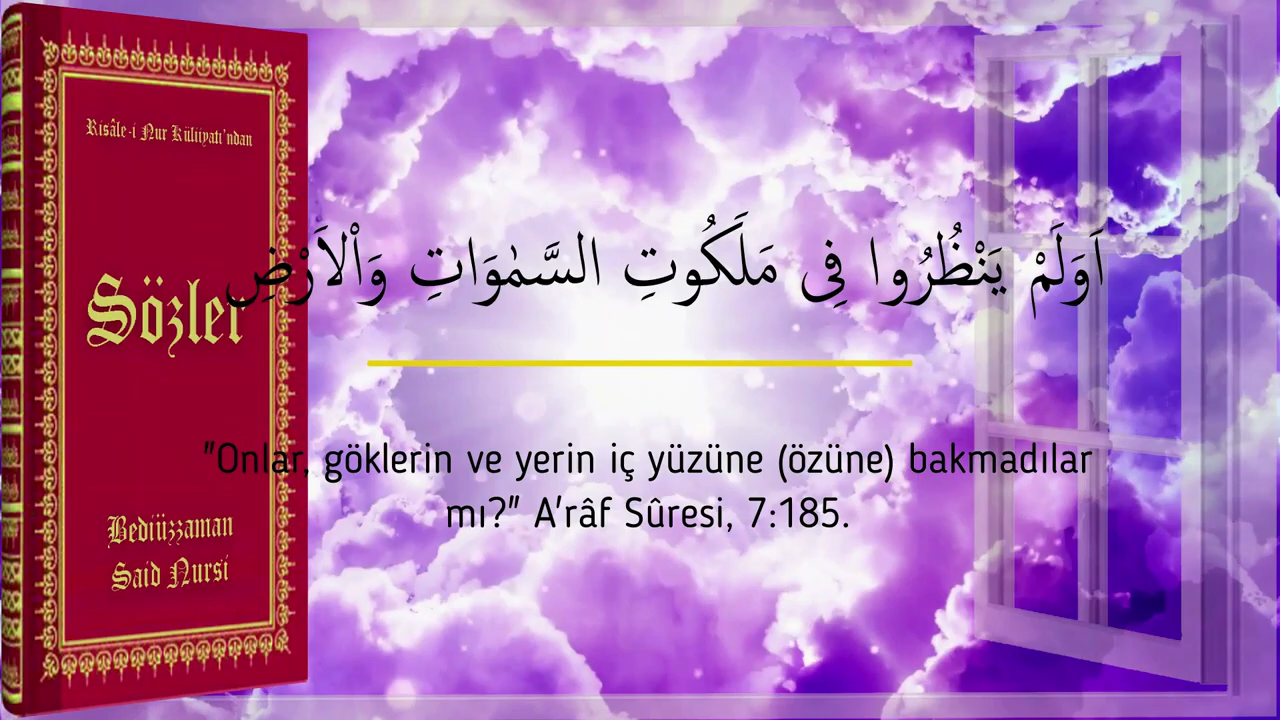 Risâle-i Nur Külliyatı'ndan
Sözler
Bediüzzaman
Said Nursi
اَوَلَمْ يَنْظُرُوا فِى مَلَكُوتِ السَّمٰوَاتِ وَاْلاَرْضِ
"Onlar, göklerin ve yerin iç yüzüne (özüne) bakmadılar
mı?" A'râf Sûresi, 7:185.